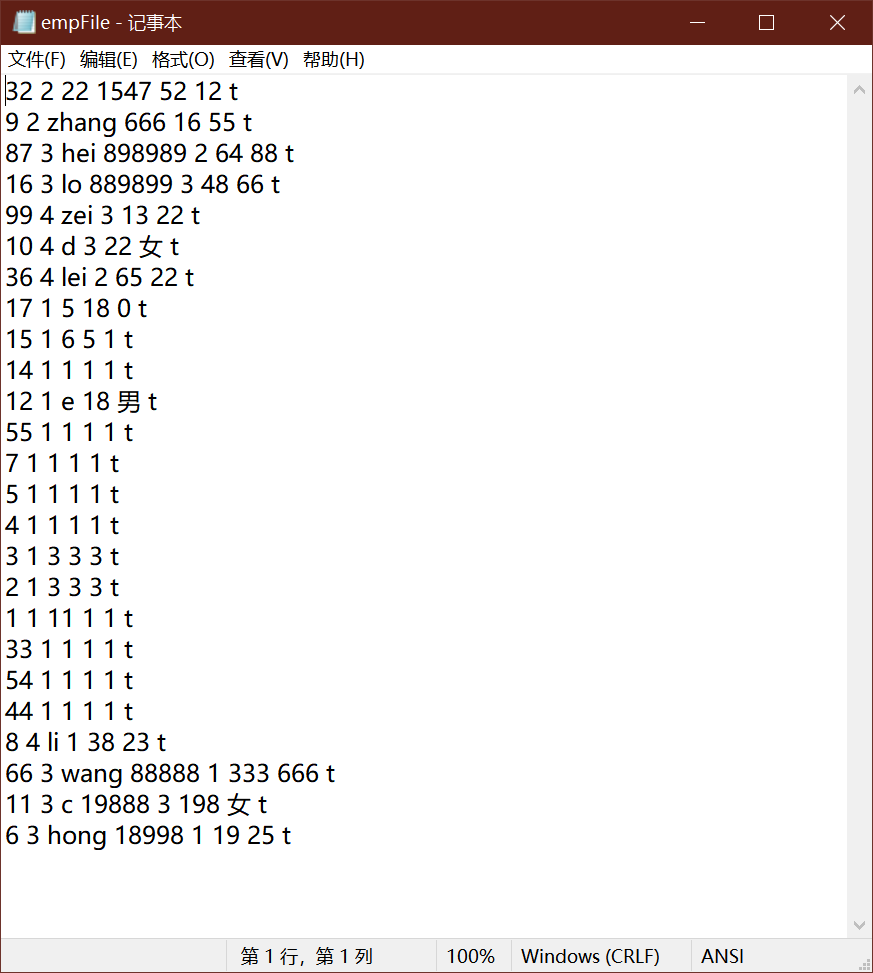 empFile - 记事本
文件(F) 编辑(E) 格式(O) 查看(V) 帮助(H)
32 2 22 1547 52 12 t
9 2 zhang 666 16 55 t
87 3 hei 898989 2 64 88 t
16 3 lo 889899 3 48 66 t
99 4 zei 3 13 22 t
10 4 d 3 22 女 t
36 4 lei 2 65 22 t
17 1 5 18 0 t
15 1 6 5 1 t
14 1 1 1 1 t
12 1 e 18 男 t
55 1 1 1 1 t
7 1 1 1 1 t
5 1 1 1 1 t
4 1 1 1 1 t
3 1 3 3 3 t
2 1 3 3 3 t
1 1 11 1 1 t
33 1 1 1 1 t
54 1 1 1 1 t
44 1 1 1 1 t
8 4 li 1 38 23 t
66 3 wang 88888 1 333 666 t
11 3 c 19888 3 198 女 t
6 3 hong 18998 1 19 25 t
第 1 行，第 1 列 100% Windows (CRLF) ANSI